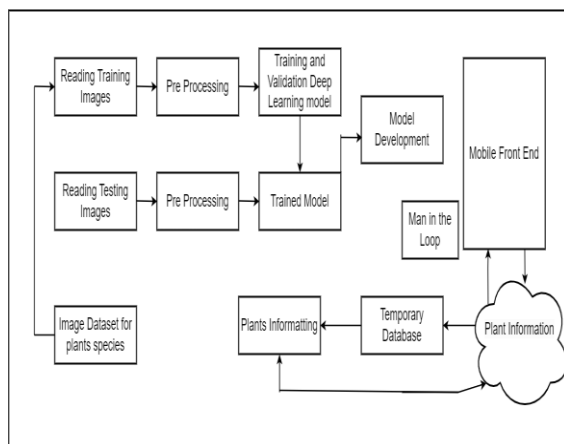 Reading Training
Images
Pre Processing
Training and
Validation Deep
Learning model
Model
Development
Mobile Front End
Reading Testing
Images
Pre Processing
Trained Model
Man in the
Loop
Image Dataset for
plants species
Plants Informatting
Temporary
Database
Plant Information